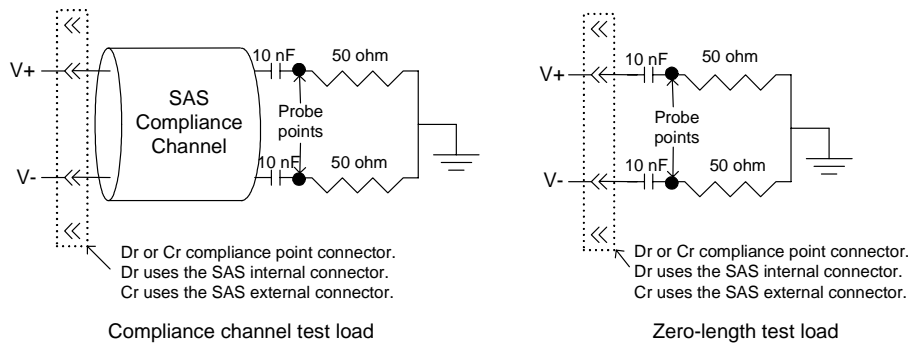 10 nF
50 ohm
V+
SAS
Compliance
Channel
Probe
points
10 nF
50 ohm
V-
Dr or Cr compliance point connector.
Dr uses the SAS internal connector.
Cr uses the SAS external connector.
Compliance channel test load
10 nF
50 ohm
V+
Probe
points
10 nF
50 ohm
V-
Dr or Cr compliance point connector.
Dr uses the SAS internal connector.
Cr uses the SAS external connector.
Zero-length test load